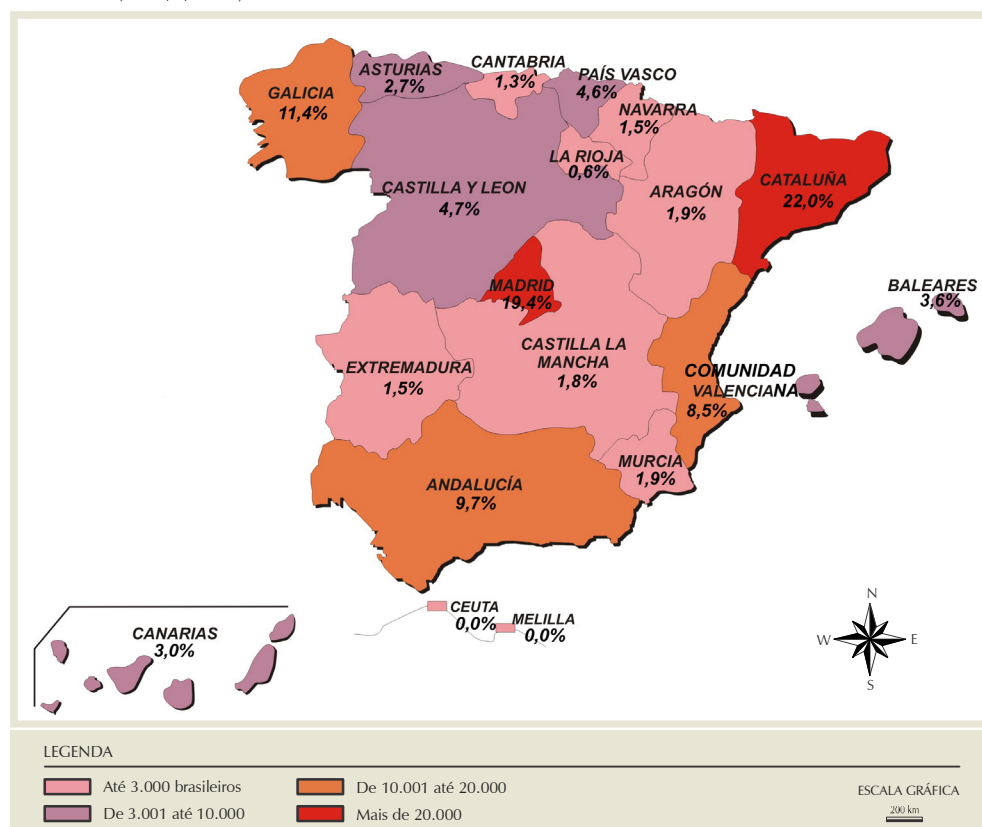 CANTABRIA
1,3%
ASTURIAS
2,7%
PAÍS VASCO
4,6%
GALICIA
11,4%
NAVARRA
1,5%
LA RIOJA
0,6%
CASTILLA Y LEON
4,7%
ARAGÓN
1,9%
CATALUÑA
22,0%
MADRID
19,4%
BALEARES
3,6%
CASTILLA LA
MANCHA
1,8%
EXTREMADURA
1,5%
COMUNIDAD
VALENCIANA
8,5%
MURCIA
1,9%
ANDALUCÍA
9,7%
CEUTA
0,0%
MELILLA
0,0%
CANARIAS
3,0%
N
W
E
S
LEGENDA
Até 3.000 brasileiros
De 3.001 até 10.000
De 10.001 até 20.000
Mais de 20.000
ESCALA GRÁFICA
200 km